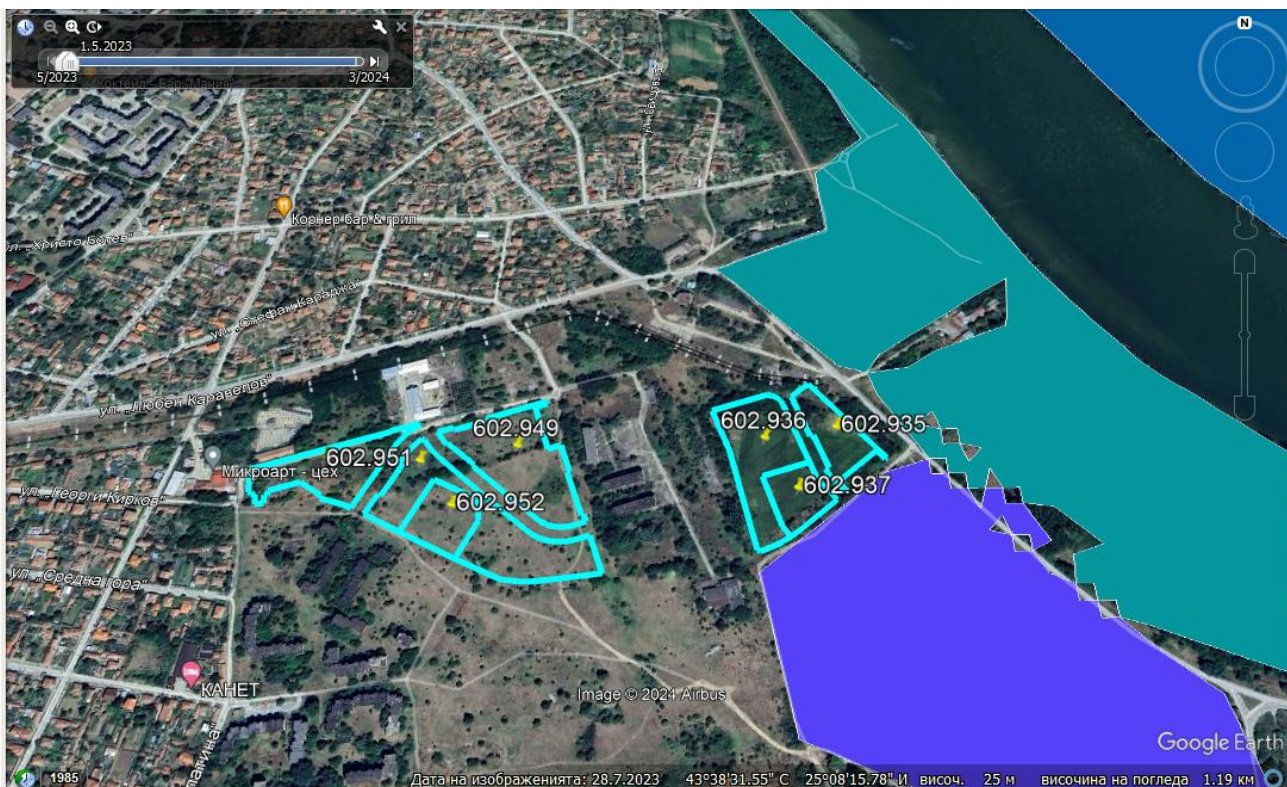 N
1.5.2023
5/2023
3/2024
Коктейл - Бар "Мачия"
Корнер бар & грил
ул. „Христо Ботев"
ул. „Стефан Караджа"
ул. „Любен Каравелов"
602.949
602.936
602.935
602.951
Микроарт - цех
602.937
ул. „Георги Кирков"
602.952
ул. „Средна гора"
КАНЕТ
Image © 2024 Airbus
Google Earth
1985
Дата на изображенията: 28.7.2023 43°38'31.55" С 25°08'15.78" И височ. 25 м височина на погледа 1.19 км